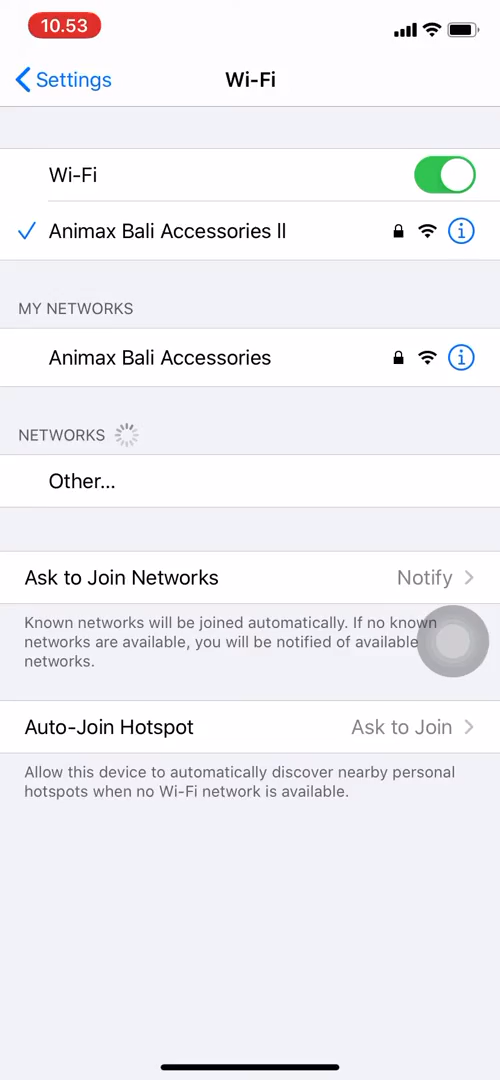 10.53
Settings
Wi-Fi
Wi-Fi
Animax Bali Accessories II
MY NETWORKS
Animax Bali Accessories
NETWORKS
Other...
Ask to Join Networks Notify
Known networks will be joined automatically. If no known
networks are available, you will be notified of available
networks.
Auto-Join Hotspot Ask to Join
Allow this device to automatically discover nearby personal
hotspots when no Wi-Fi network is available.